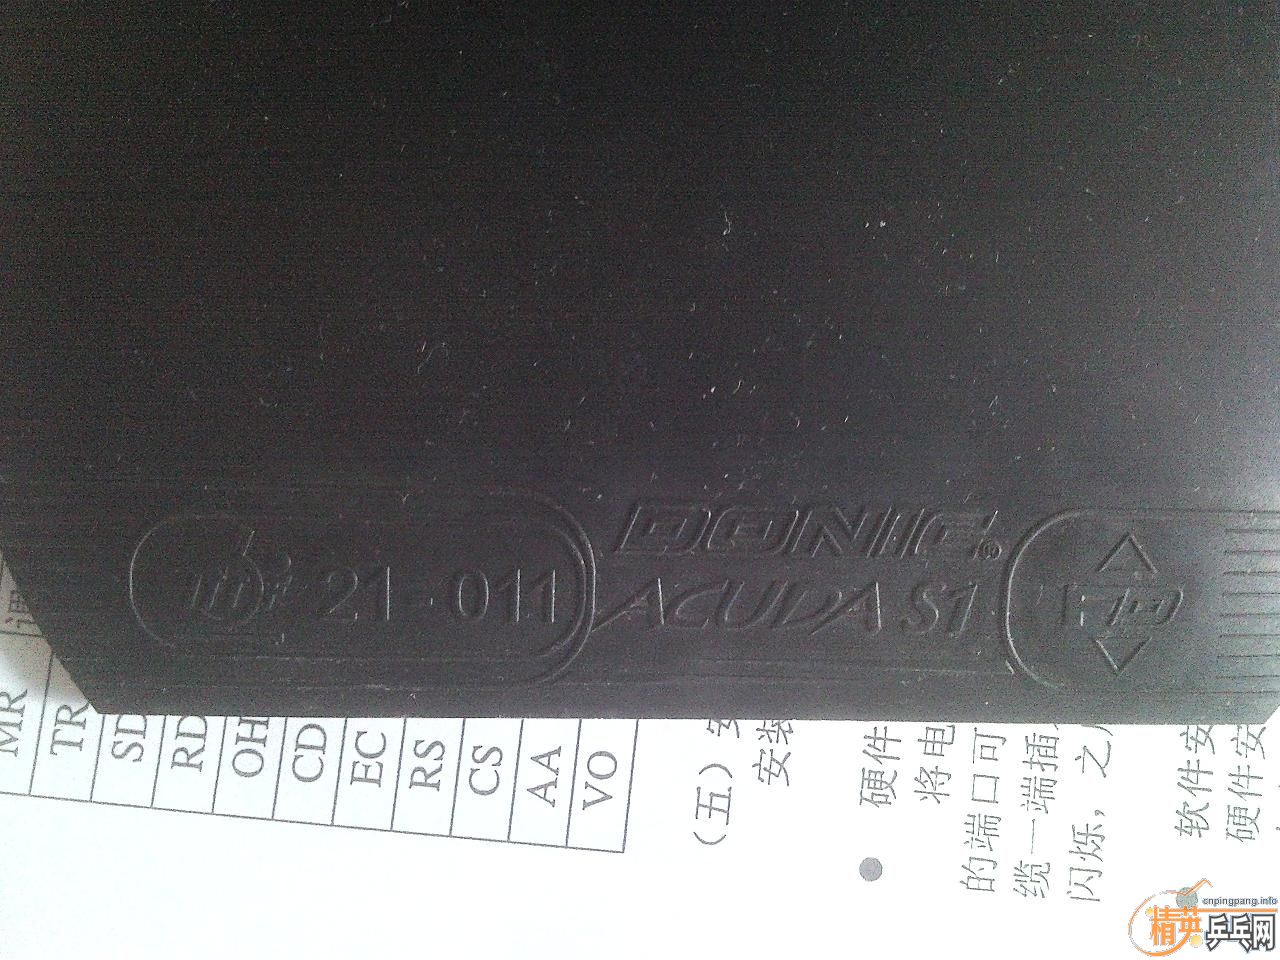 ittf 21-011
DONIC®
ACUDA S1
MR
TR
SD
RD
OH
CD
EC
RS
CS
AA
VO
(五)
安装
硬件
将电
的端口可
缆一端插
闪烁，之
软件安
硬件安
cnpingpang.info
精英乒乓网